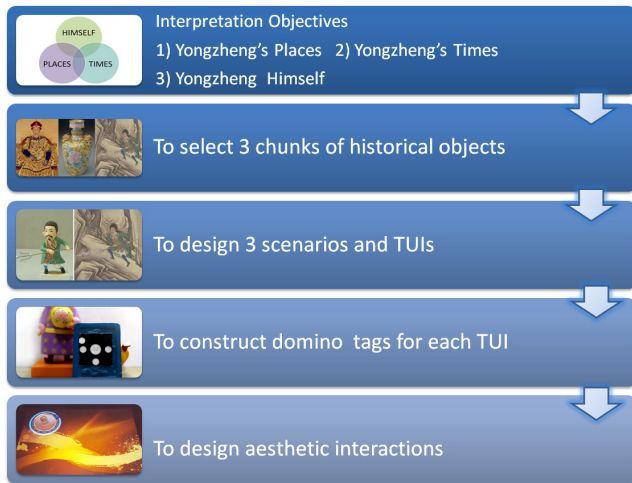 HIMSELF
PLACES TIMES
Interpretation Objectives
1) Yongzheng's Places 2) Yongzheng's Times
3) Yongzheng Himself
To select 3 chunks of historical objects
To design 3 scenarios and TUIs
To construct domino tags for each TUI
To design aesthetic interactions